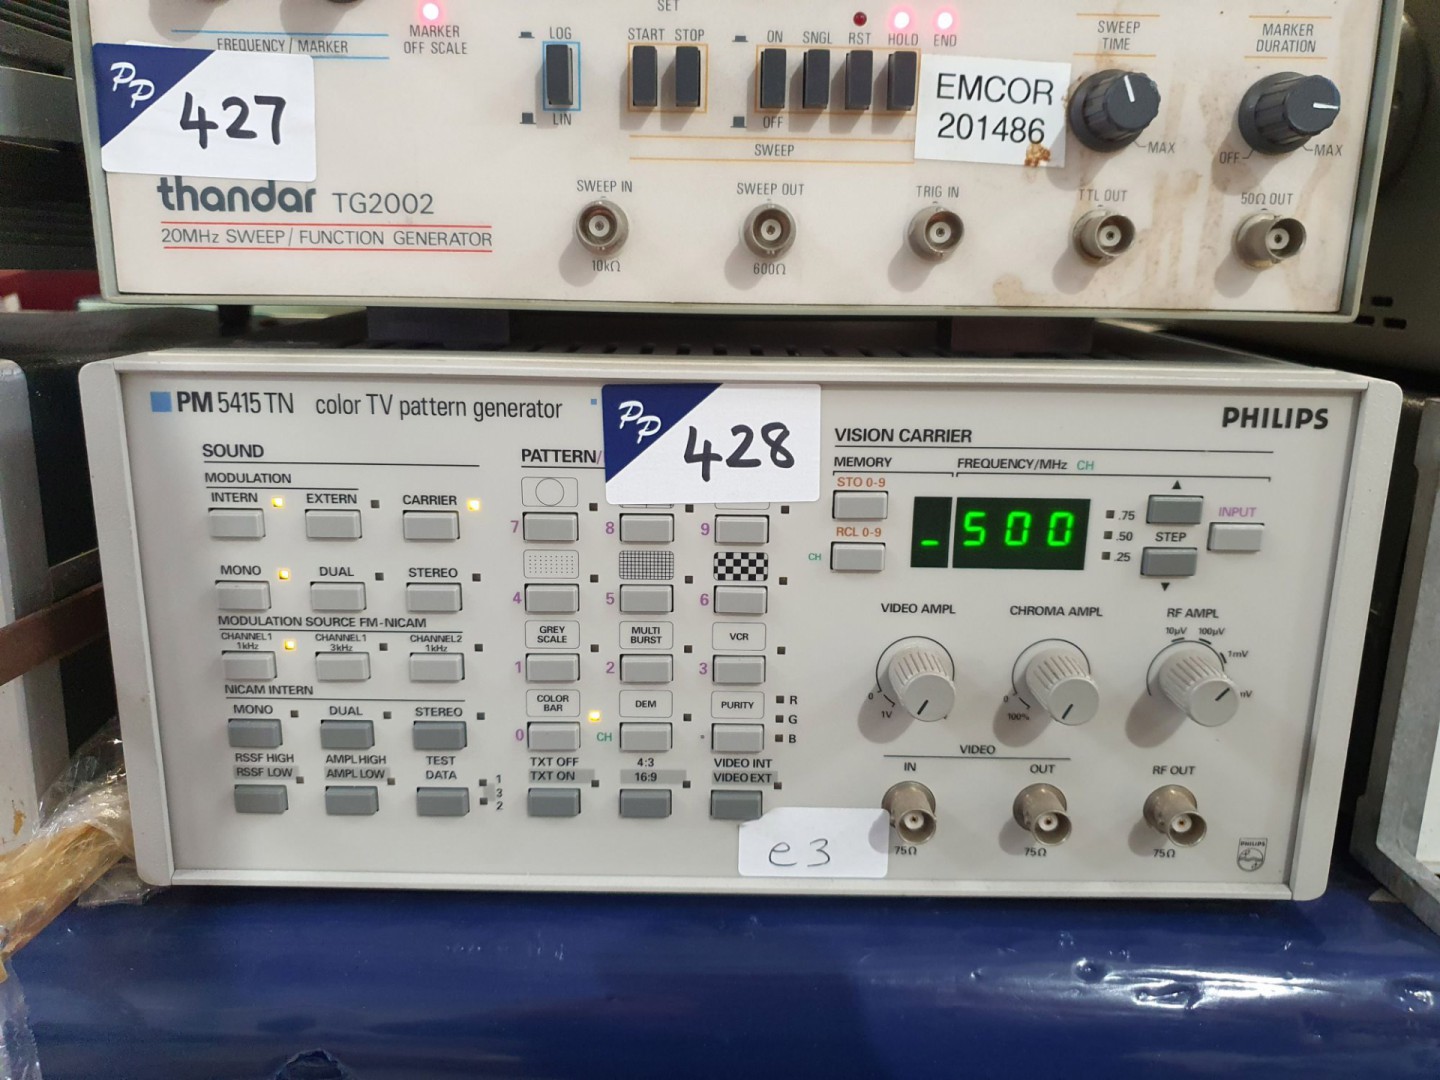 SET
MARKER
OFF SCALE
FREQUENCY / MARKER
LOG
LIN
START STOP
ON SNGL RST HOLD END
OFF
SWEEP
SWEEP
TIME
MAX
MARKER
DURATION
OFF
MAX
PP
427
EMCOR
201486
thandar TG2002
20MHz SWEEP / FUNCTION GENERATOR
SWEEP IN
10kΩ
SWEEP OUT
600Ω
TRIG IN
TTL OUT
50Ω OUT
PM 5415 TN color TV pattern generator
PP
428
PHILIPS
SOUND
MODULATION
INTERN EXTERN CARRIER
MONO DUAL STEREO
MODULATION SOURCE FM-NICAM
CHANNEL1 CHANNEL1 CHANNEL2
1kHz 3kHz 1kHz
NICAM INTERN
MONO DUAL STEREO
RSSF HIGH AMPL HIGH TEST
RSSF LOW AMPL LOW DATA
1
3
2
PATTERN/
7 8 9
4 5 6
GREY
SCALE
MULTI
BURST
VCR
1 2 3
COLOR
BAR
DEM
PURITY
R
G
B
0 CH
TXT OFF 4:3 VIDEO INT
TXT ON 16:9 VIDEO EXT
VISION CARRIER
MEMORY
FREQUENCY/MHz CH
STO 0-9
RCL 0-9
CH
_ 500
.75
.50
.25
STEP
INPUT
VIDEO AMPL
0
1V
CHROMA AMPL
0
100%
RF AMPL
10μV 100μV
1mV
mV
VIDEO
IN
75Ω
OUT
75Ω
RF OUT
75Ω
PHILIPS
e3